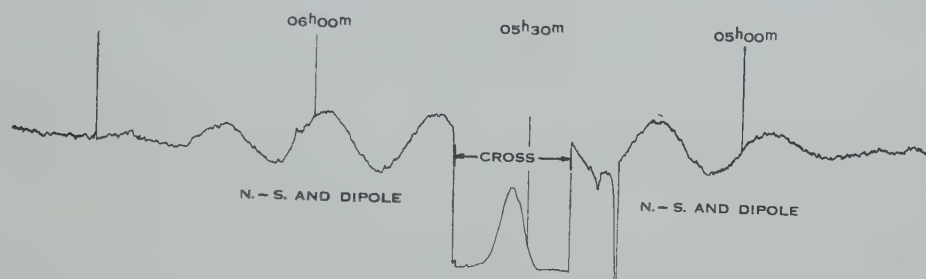 06h00m 05h30m 05h00m
CROSS
N.–S. AND DIPOLE N.–S. AND DIPOLE